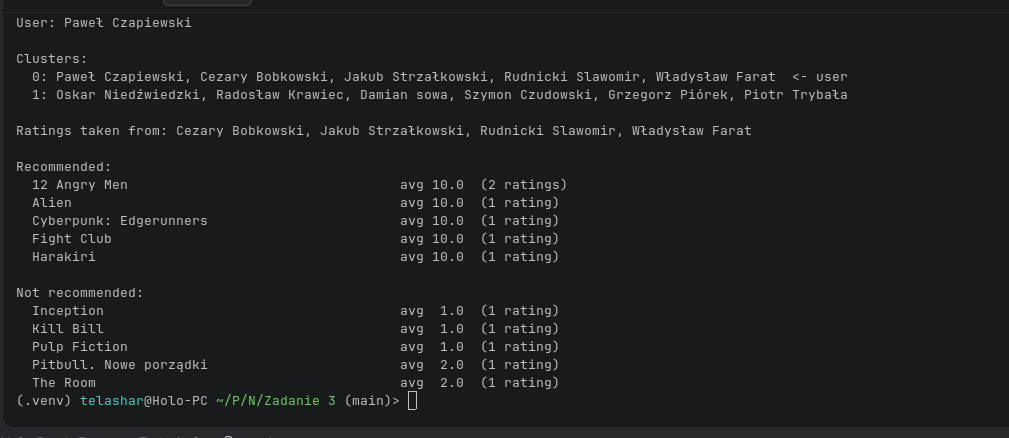 User: Paweł Czapiewski
Clusters:
0: Paweł Czapiewski, Cezary Bobkowski, Jakub Strzałkowski, Rudnicki Slawomir, Władysław Farat <- user
1: Oskar Niedźwiedzki, Radosław Krawiec, Damian sowa, Szymon Czudowski, Grzegorz Piórek, Piotr Trybała
Ratings taken from: Cezary Bobkowski, Jakub Strzałkowski, Rudnicki Slawomir, Władysław Farat
Recommended:
12 Angry Men avg 10.0 (2 ratings)
Alien avg 10.0 (1 rating)
Cyberpunk: Edgerunners avg 10.0 (1 rating)
Fight Club avg 10.0 (1 rating)
Harakiri avg 10.0 (1 rating)
Not recommended:
Inception avg 1.0 (1 rating)
Kill Bill avg 1.0 (1 rating)
Pulp Fiction avg 1.0 (1 rating)
Pitbull. Nowe porządki avg 2.0 (1 rating)
The Room avg 2.0 (1 rating)
(.venv) telashar@Holo-PC ~/P/N/Zadanie 3 (main)>